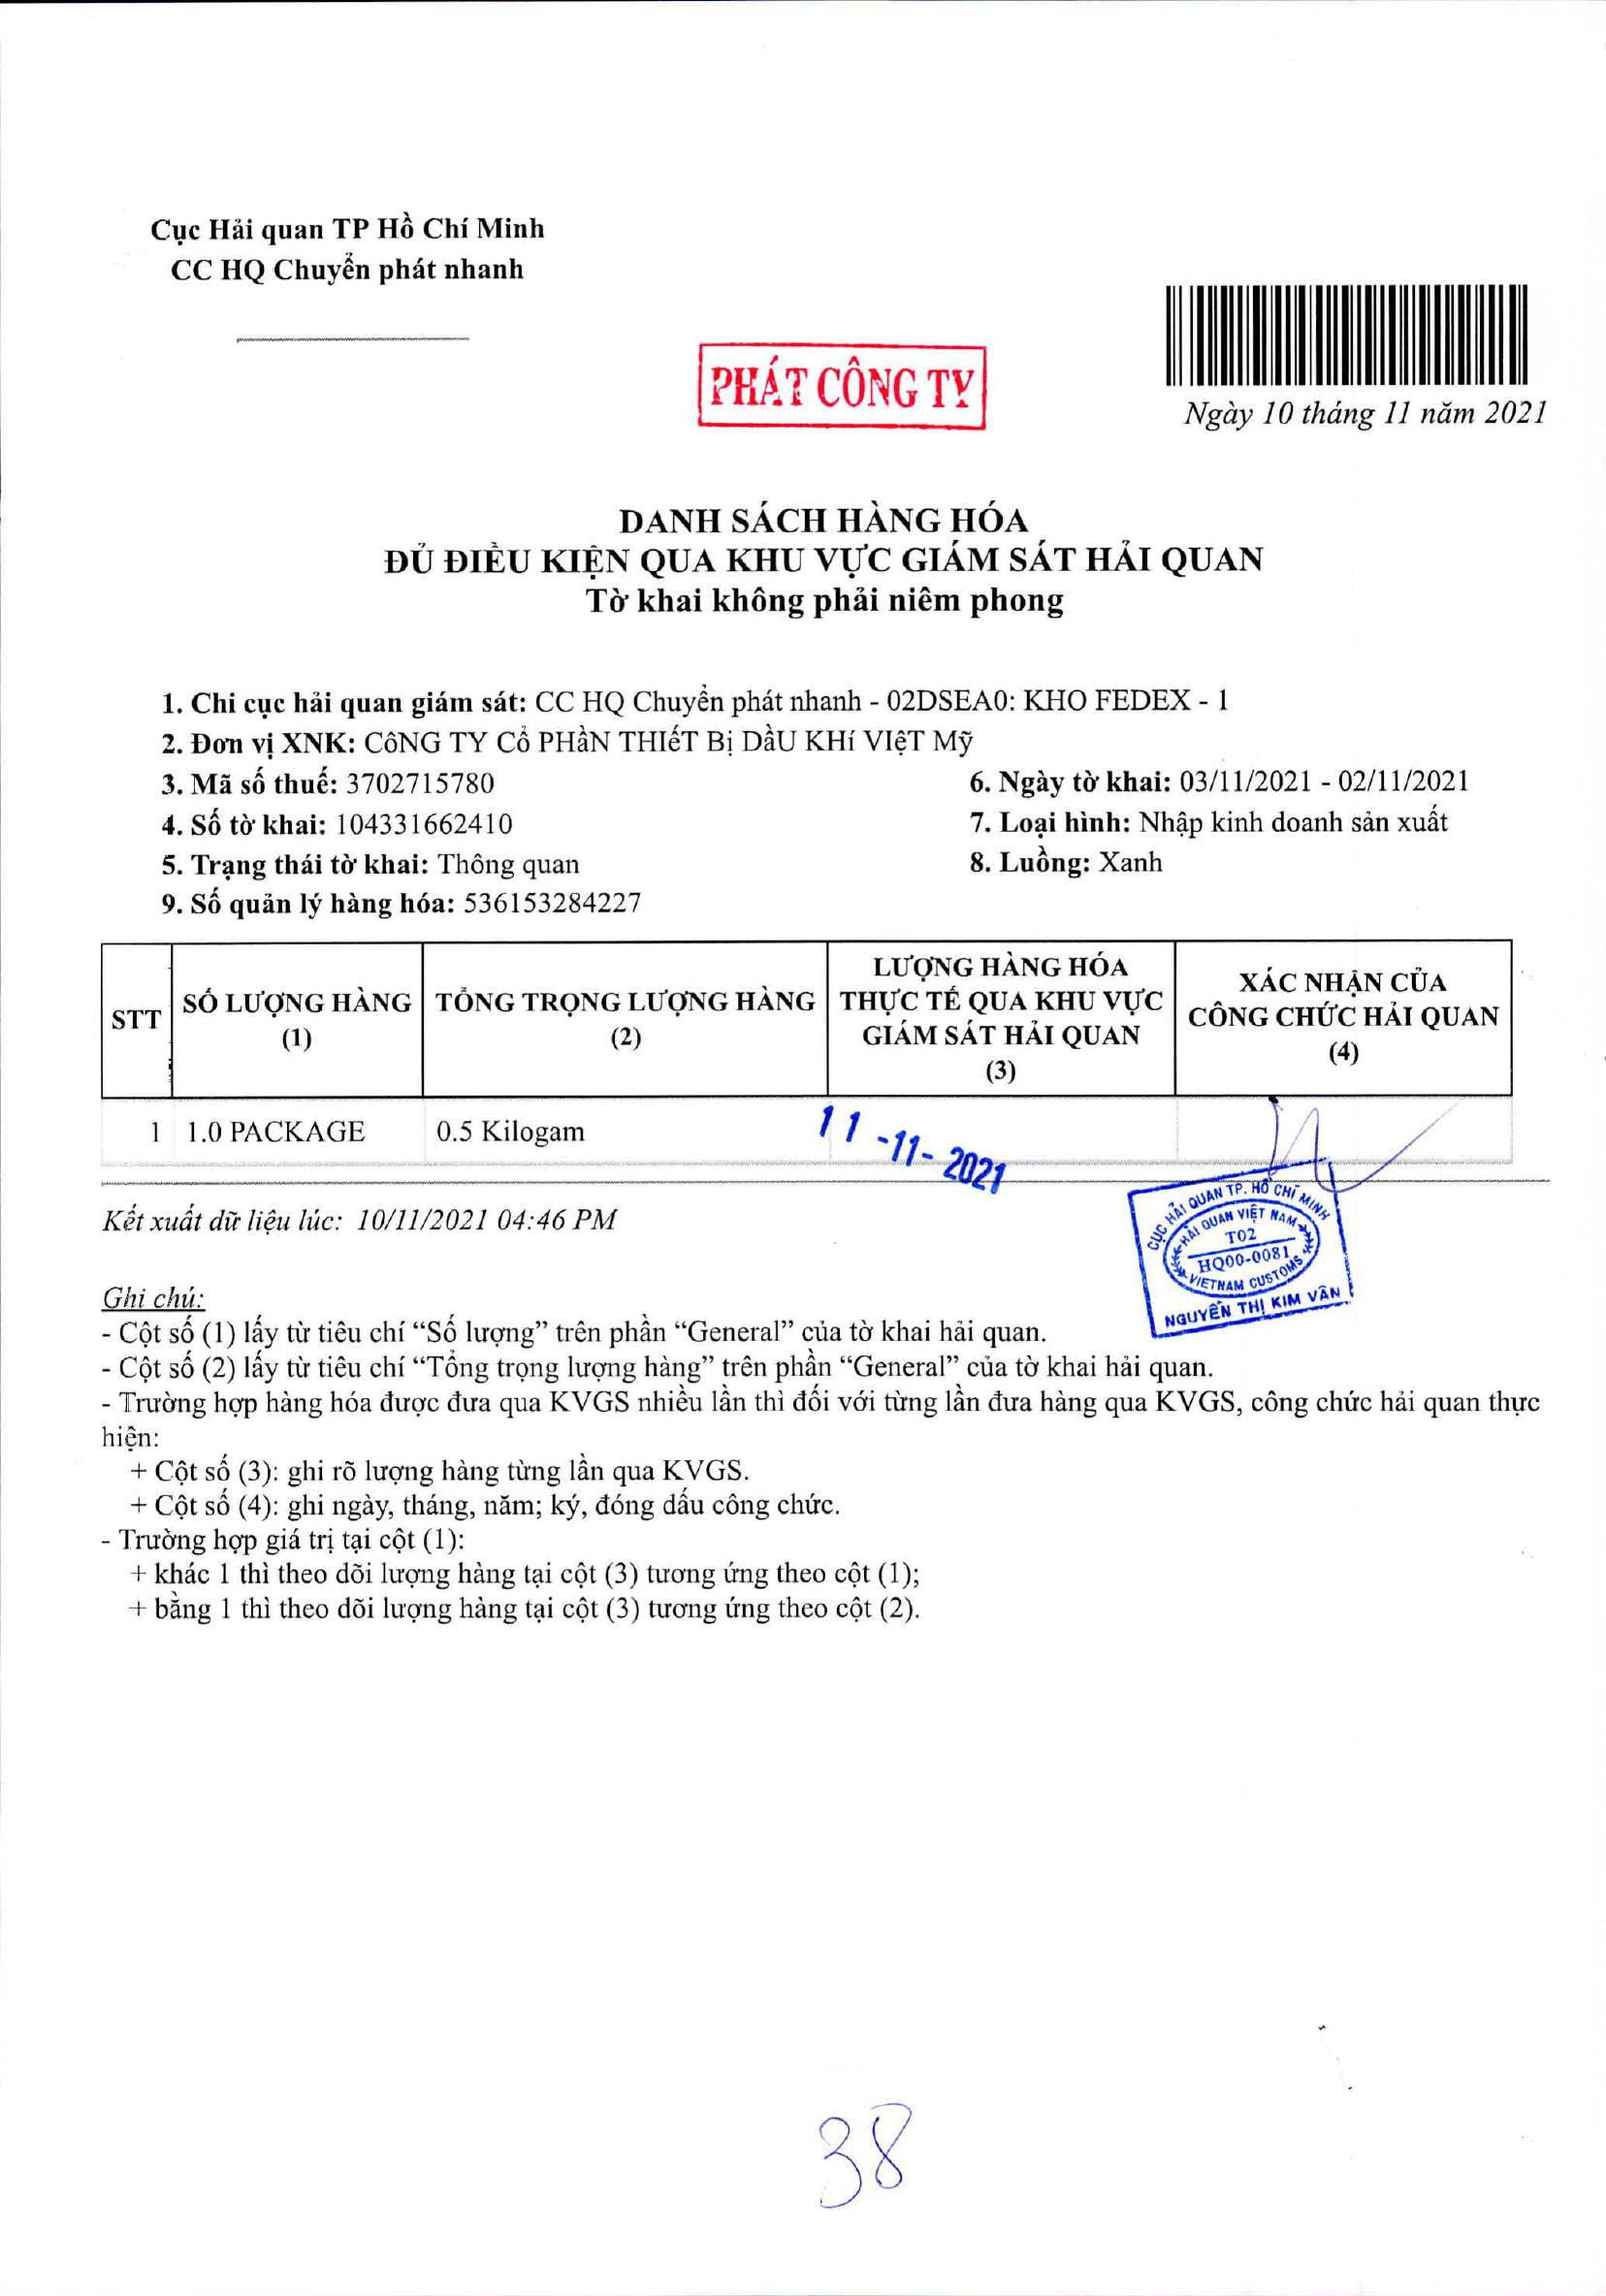 Cục Hải quan TP Hồ Chí Minh
CC HQ Chuyển phát nhanh
PHÁT CÔNG TY
Ngày 10 tháng 11 năm 2021
DANH SÁCH HÀNG HÓA
ĐỦ ĐIỀU KIỆN QUA KHU VỰC GIÁM SÁT HẢI QUAN
Tờ khai không phải niêm phong
1. Chi cục hải quan giám sát: CC HQ Chuyển phát nhanh - 02DSEA0: KHO FEDEX - 1
2. Đơn vị XNK: CôNG TY Cổ PHầN THIếT Bị DầU KHí VIệT Mỹ
3. Mã số thuế: 3702715780
6. Ngày tờ khai: 03/11/2021 - 02/11/2021
4. Số tờ khai: 104331662410
7. Loại hình: Nhập kinh doanh sản xuất
5. Trạng thái tờ khai: Thông quan
8. Luồng: Xanh
9. Số quản lý hàng hóa: 536153284227
STT
SỐ LƯỢNG HÀNG
(1)
TỔNG TRỌNG LƯỢNG HÀNG
(2)
LƯỢNG HÀNG HÓA
THỰC TẾ QUA KHU VỰC
GIÁM SÁT HẢI QUAN
(3)
XÁC NHẬN CỦA
CÔNG CHỨC HẢI QUAN
(4)
1 1.0 PACKAGE 0.5 Kilogam
11 -11- 2021
CỤC HẢI QUAN TP. HỒ CHÍ MINH
HẢI QUAN VIỆT NAM
T02
HQ00-0081
VIETNAM CUSTOMS
NGUYỄN THỊ KIM VÂN
Kết xuất dữ liệu lúc: 10/11/2021 04:46 PM
Ghi chú:
- Cột số (1) lấy từ tiêu chí “Số lượng” trên phần “General” của tờ khai hải quan.
- Cột số (2) lấy từ tiêu chí “Tổng trọng lượng hàng” trên phần “General” của tờ khai hải quan.
- Trường hợp hàng hóa được đưa qua KVGS nhiều lần thì đối với từng lần đưa hàng qua KVGS, công chức hải quan thực
hiện:
+ Cột số (3): ghi rõ lượng hàng từng lần qua KVGS.
+ Cột số (4): ghi ngày, tháng, năm; ký, đóng dấu công chức.
- Trường hợp giá trị tại cột (1):
+ khác 1 thì theo dõi lượng hàng tại cột (3) tương ứng theo cột (1);
+ bằng 1 thì theo dõi lượng hàng tại cột (3) tương ứng theo cột (2).
38